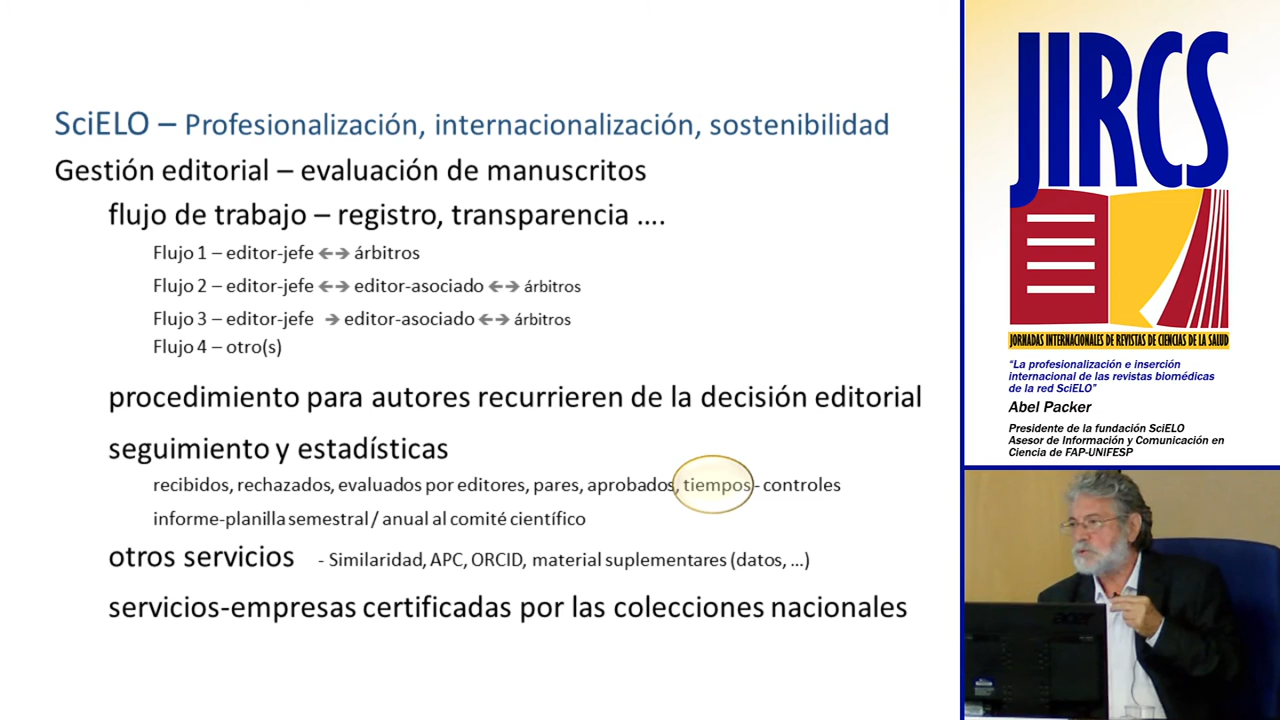 SciELO – Profesionalización, internacionalización, sostenibilidad
Gestión editorial – evaluación de manuscritos
flujo de trabajo – registro, transparencia ....
Flujo 1 – editor-jefe ←→ árbitros
Flujo 2 – editor-jefe ←→ editor-asociado ←→ árbitros
Flujo 3 – editor-jefe → editor-asociado ←→ árbitros
Flujo 4 – otro(s)
procedimiento para autores recurrieren de la decisión editorial
seguimiento y estadísticas
recibidos, rechazados, evaluados por editores, pares, aprobados, tiempos - controles
informe-planilla semestral / anual al comité científico
otros servicios - Similaridad, APC, ORCID, material suplementares (datos, ...)
servicios-empresas certificadas por las colecciones nacionales
JIRCS
JORNADAS INTERNACIONALES DE REVISTAS DE CIENCIAS DE LA SALUD
“La profesionalización e inserción
internacional de las revistas biomédicas
de la red SciELO”
Abel Packer
Presidente de la fundación SciELO
Asesor de Información y Comunicación en
Ciencia de FAP-UNIFESP
acer